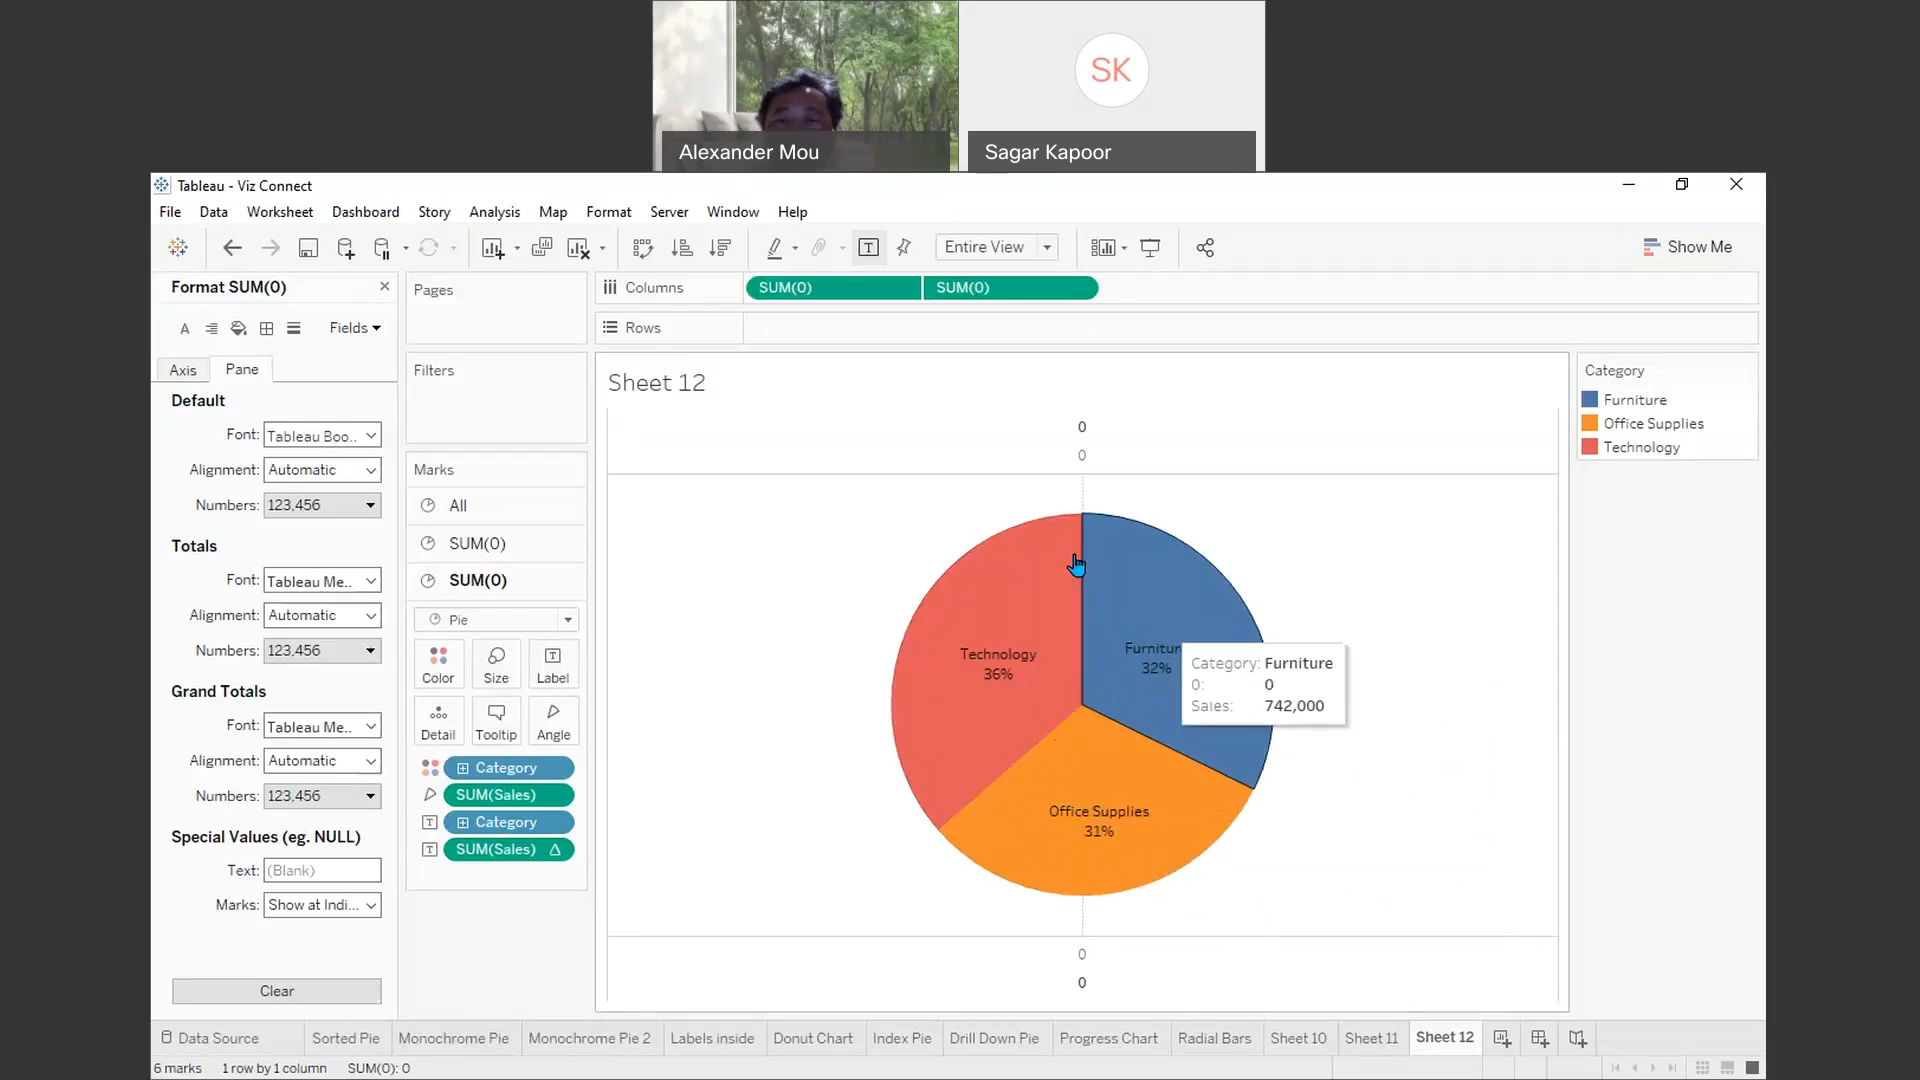 SK
Alexander Mou
Sagar Kapoor
Tableau - Viz Connect
File Data Worksheet Dashboard Story Analysis Map Format Server Window Help
Entire View
Show Me
Format SUM(0)
Fields
Axis Pane
Default
Font: Tableau Boo..
Alignment: Automatic
Numbers: 123,456
Totals
Font: Tableau Me..
Alignment: Automatic
Numbers: 123,456
Grand Totals
Font: Tableau Me..
Alignment: Automatic
Numbers: 123,456
Special Values (eg. NULL)
Text: (Blank)
Marks: Show at Indi...
Clear
Pages
Filters
Marks
All
SUM(0)
SUM(0)
Pie
Color Size Label
Detail Tooltip Angle
Category
SUM(Sales)
Category
SUM(Sales) Δ
Columns SUM(0) SUM(0)
Rows
Sheet 12
0
0
Technology
36%
Furnitur
32%
Category: Furniture
0: 0
Sales: 742,000
Office Supplies
31%
0
0
Category
Furniture
Office Supplies
Technology
Data Source Sorted Pie Monochrome Pie Monochrome Pie 2 Labels inside Donut Chart Index Pie Drill Down Pie Progress Chart Radial Bars Sheet 10 Sheet 11 Sheet 12
6 marks 1 row by 1 column SUM(0): 0